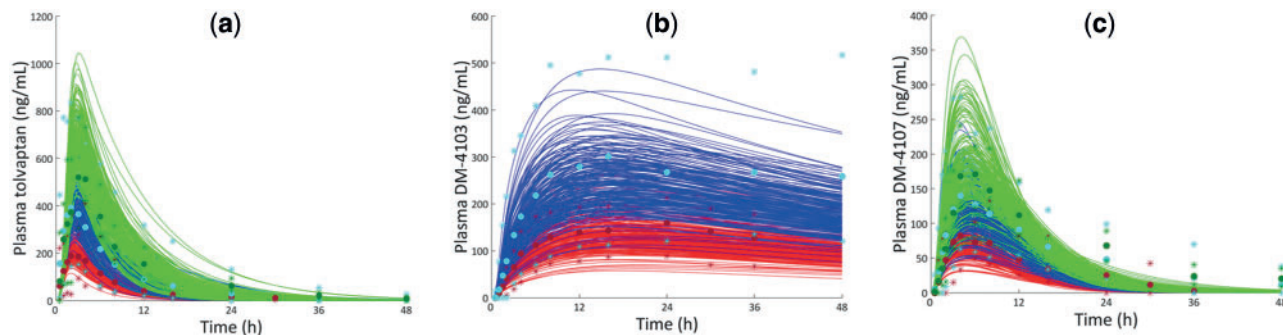 (a)
Plasma tolvaptan (ng/mL)
1200
1000
800
600
400
200
0
0 12 24 36 48
Time (h)
(b)
Plasma DM-4103 (ng/mL)
600
500
400
300
200
100
0
0 12 24 36 48
Time (h)
(c)
Plasma DM-4107 (ng/mL)
400
350
300
250
200
150
100
50
0
0 12 24 36 48
Time (h)